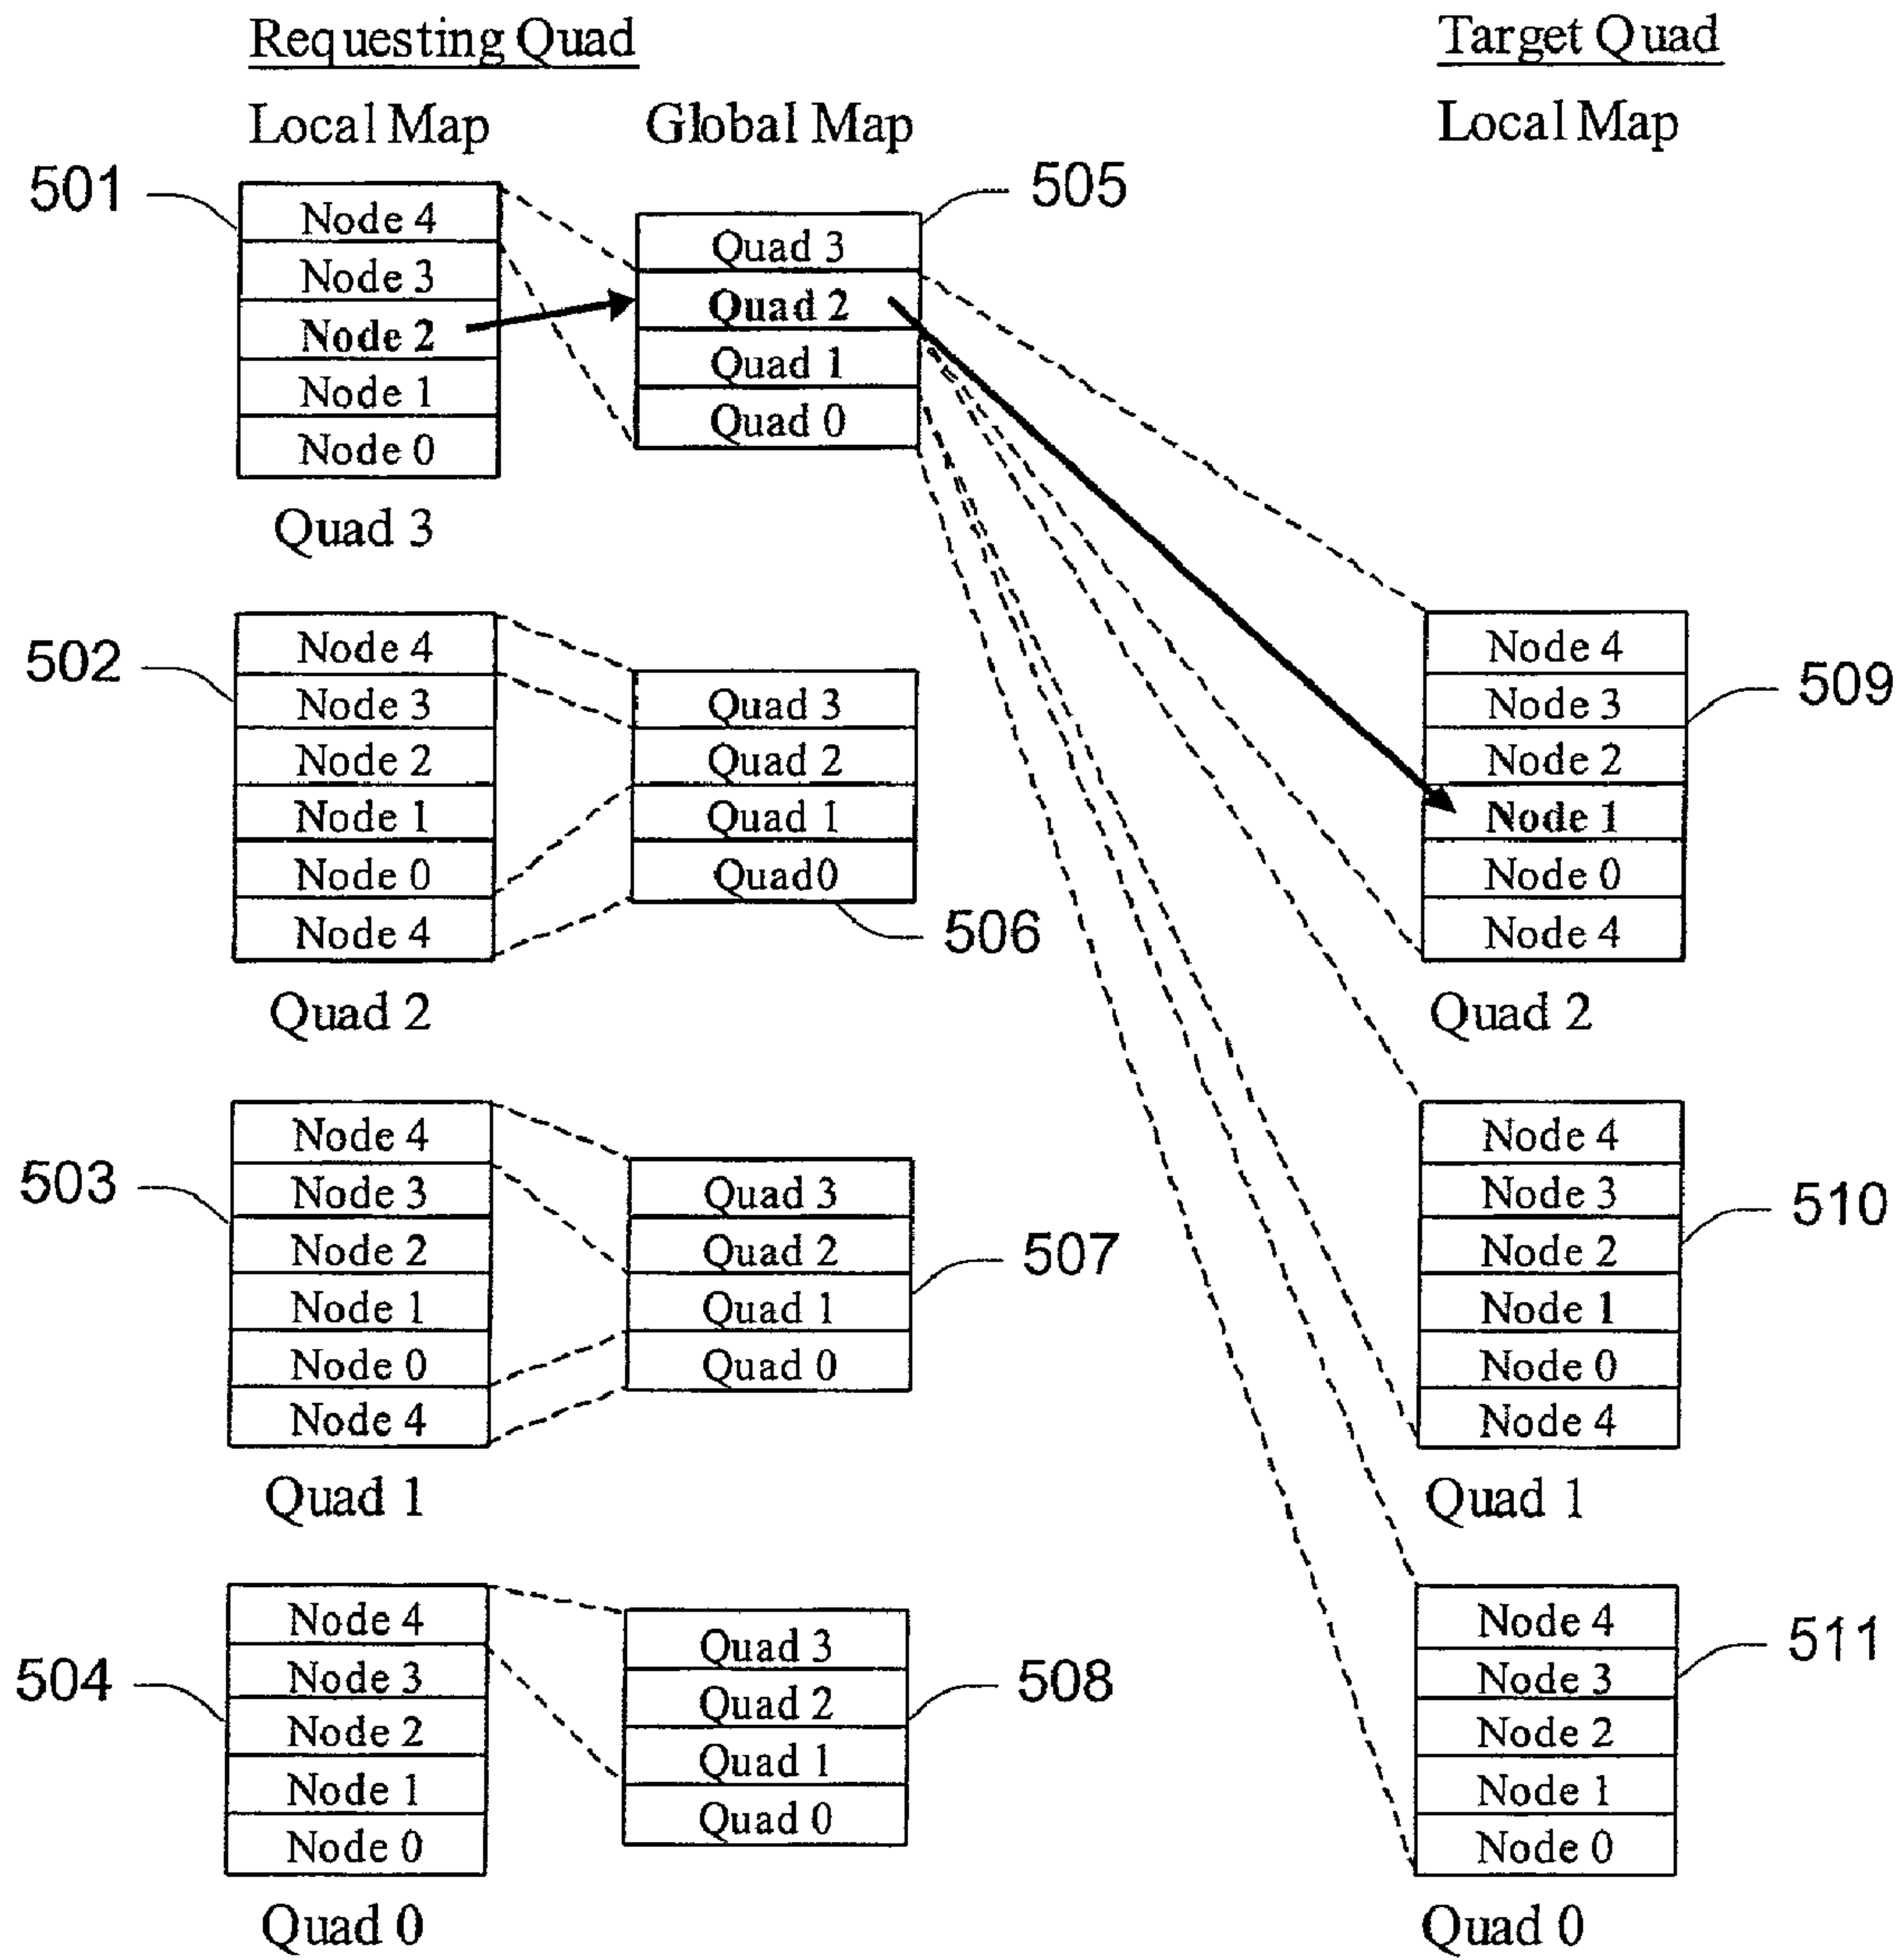 Requesting Quad
Target Quad
Local Map
Global Map
Local Map
501
Node 4
Node 3
Node 2
Node 1
Node 0
Quad 3
505
Quad 3
Quad 2
Quad 1
Quad 0
502
Node 4
Node 3
Node 2
Node 1
Node 0
Node 4
Quad 2
Quad 3
Quad 2
Quad 1
Quad0
506
509
Node 4
Node 3
Node 2
Node 1
Node 0
Node 4
Quad 2
503
Node 4
Node 3
Node 2
Node 1
Node 0
Node 4
Quad 1
507
Quad 3
Quad 2
Quad 1
Quad 0
510
Node 4
Node 3
Node 2
Node 1
Node 0
Node 4
Quad 1
504
Node 4
Node 3
Node 2
Node 1
Node 0
Quad 0
508
Quad 3
Quad 2
Quad 1
Quad 0
511
Node 4
Node 3
Node 2
Node 1
Node 0
Quad 0